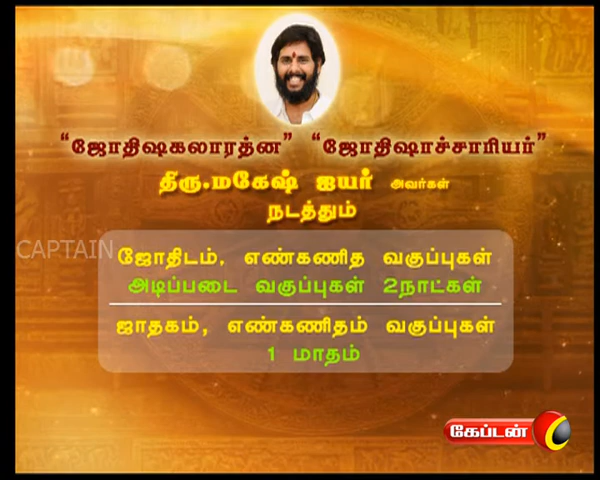 “ஜோதிஷகலாரத்ன” “ஜோதிஷாச்சாரியர்”
திரு.மகேஷ் ஐயர் அவர்கள்
நடத்தும்
CAPTAIN
ஜோதிடம், எண்கணித வகுப்புகள்
அடிப்படை வகுப்புகள் 2நாட்கள்
ஜாதகம், எண்கணிதம் வகுப்புகள்
1 மாதம்
கேப்டன்